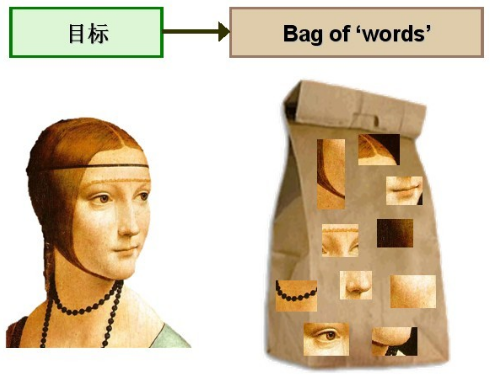 目标
Bag of ‘words’